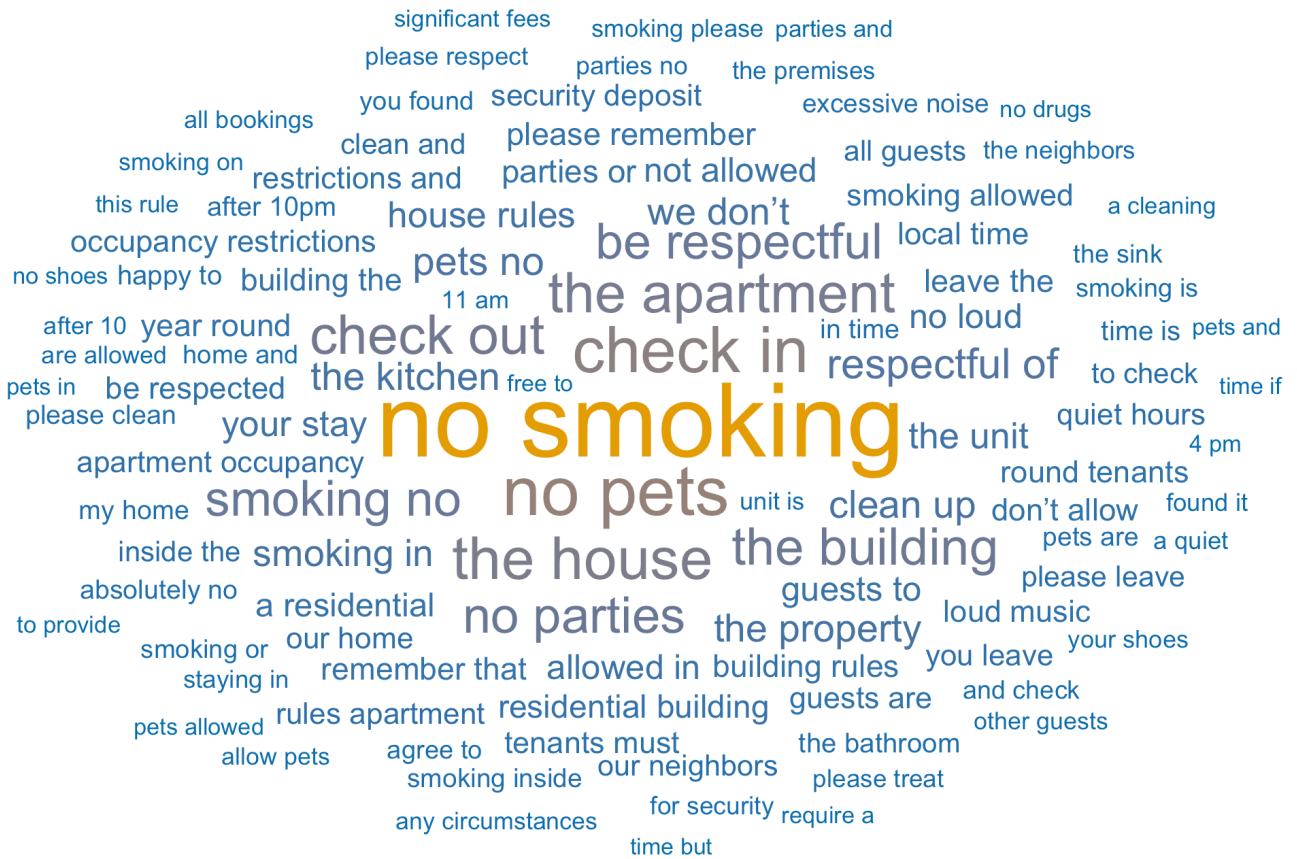 significant fees
smoking please
parties and
please respect
parties no
the premises
you found
security deposit
excessive noise
no drugs
all bookings
clean and
please remember
all guests
the neighbors
smoking on
restrictions and
parties or
not allowed
smoking allowed
this rule
after 10pm
house rules
we don’t
a cleaning
occupancy restrictions
be respectful
local time
the sink
no shoes
happy to
building the
pets no
11 am
the apartment
leave the
smoking is
after 10
year round
check out
check in
in time
no loud
time is
pets and
are allowed
home and
respectful of
pets in
be respected
the kitchen
free to
to check
time if
please clean
your stay
no smoking
the unit
quiet hours
4 pm
apartment occupancy
round tenants
my home
smoking no
no pets
unit is
clean up
don’t allow
found it
inside the
smoking in
the house
the building
pets are
a quiet
absolutely no
a residential
guests to
please leave
to provide
no parties
the property
loud music
smoking or
our home
your shoes
staying in
remember that
allowed in
building rules
you leave
pets allowed
rules apartment
residential building
guests are
and check
other guests
allow pets
agree to
tenants must
the bathroom
smoking inside
our neighbors
please treat
any circumstances
for security
require a
time but